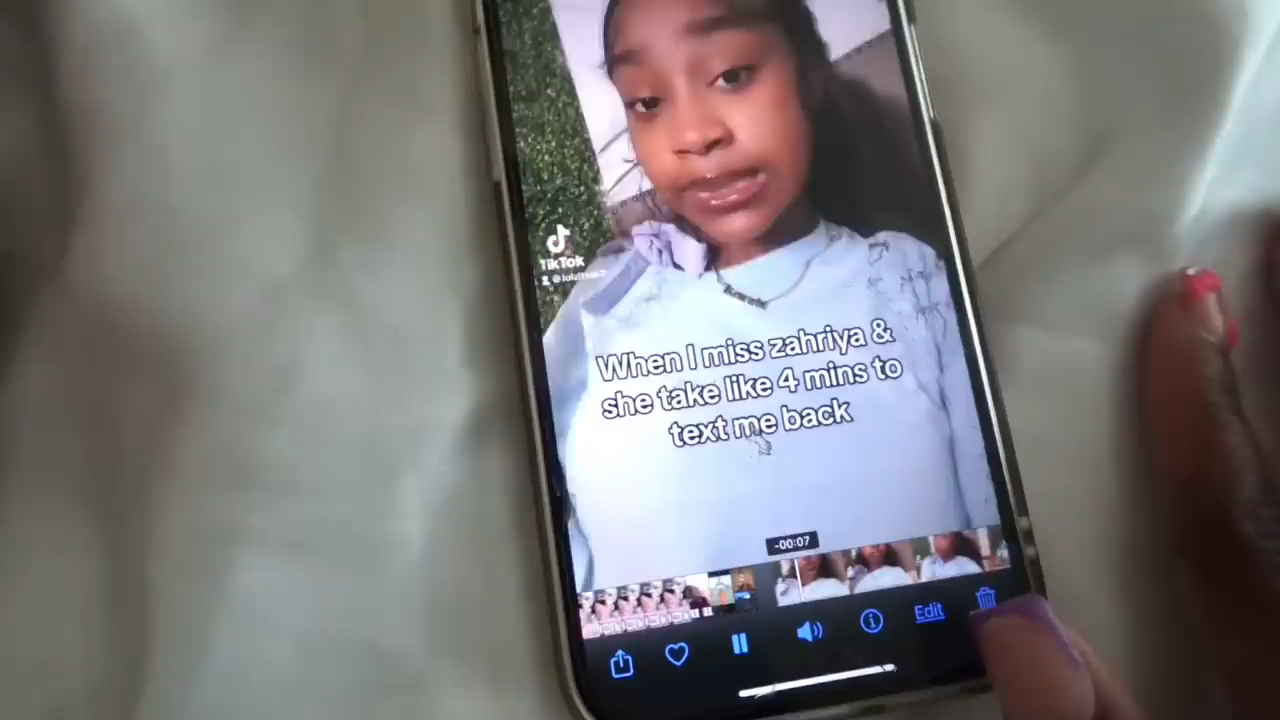 TikTok
When I miss zahriya &
she take like 4 mins to
text me back
-00:07
Edit